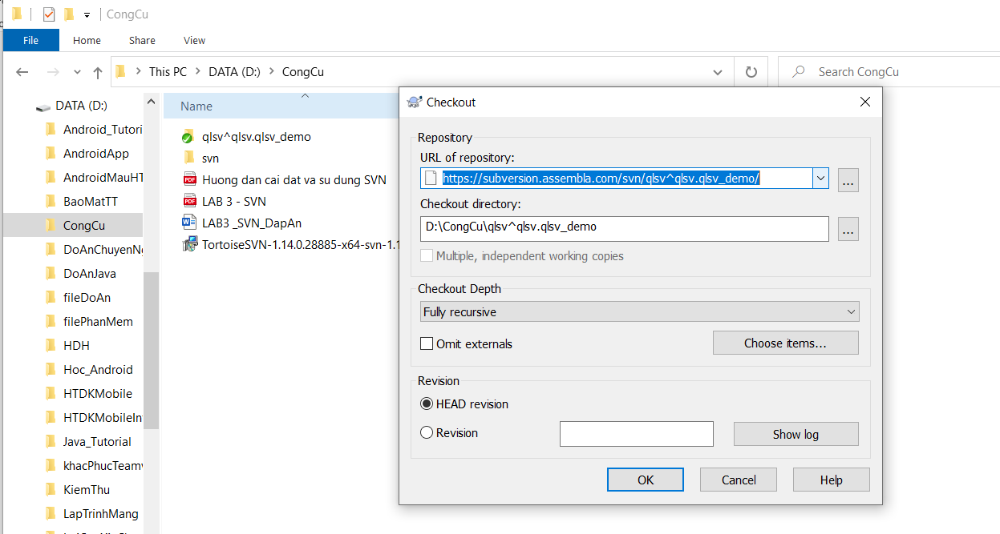 CongCu
File Home Share View
This PC > DATA (D:) > CongCu
Search CongCu
DATA (D:)
Android_Tutori
AndroidApp
AndroidMauHT
BaoMatTT
CongCu
DoAnChuyenNg
DoAnJava
fileDoAn
filePhanMem
HDH
Hoc_Android
HTDKMobile
HTDKMobileIn
Java_Tutorial
khacPhucTeamv
KiemThu
LapTrinhMang
Name
qlsv^qlsv.qlsv_demo
svn
PDF Huong dan cai dat va su dung SVN
PDF LAB 3 - SVN
LAB3 _SVN_DapAn
TortoiseSVN-1.14.0.28885-x64-svn-1.1
Checkout
Repository
URL of repository:
https://subversion.assembla.com/svn/qlsv^qlsv.qlsv_demo/
...
Checkout directory:
D:\CongCu\qlsv^qlsv.qlsv_demo
...
Multiple, independent working copies
Checkout Depth
Fully recursive
Omit externals
Choose items...
Revision
HEAD revision
Revision
Show log
OK Cancel Help